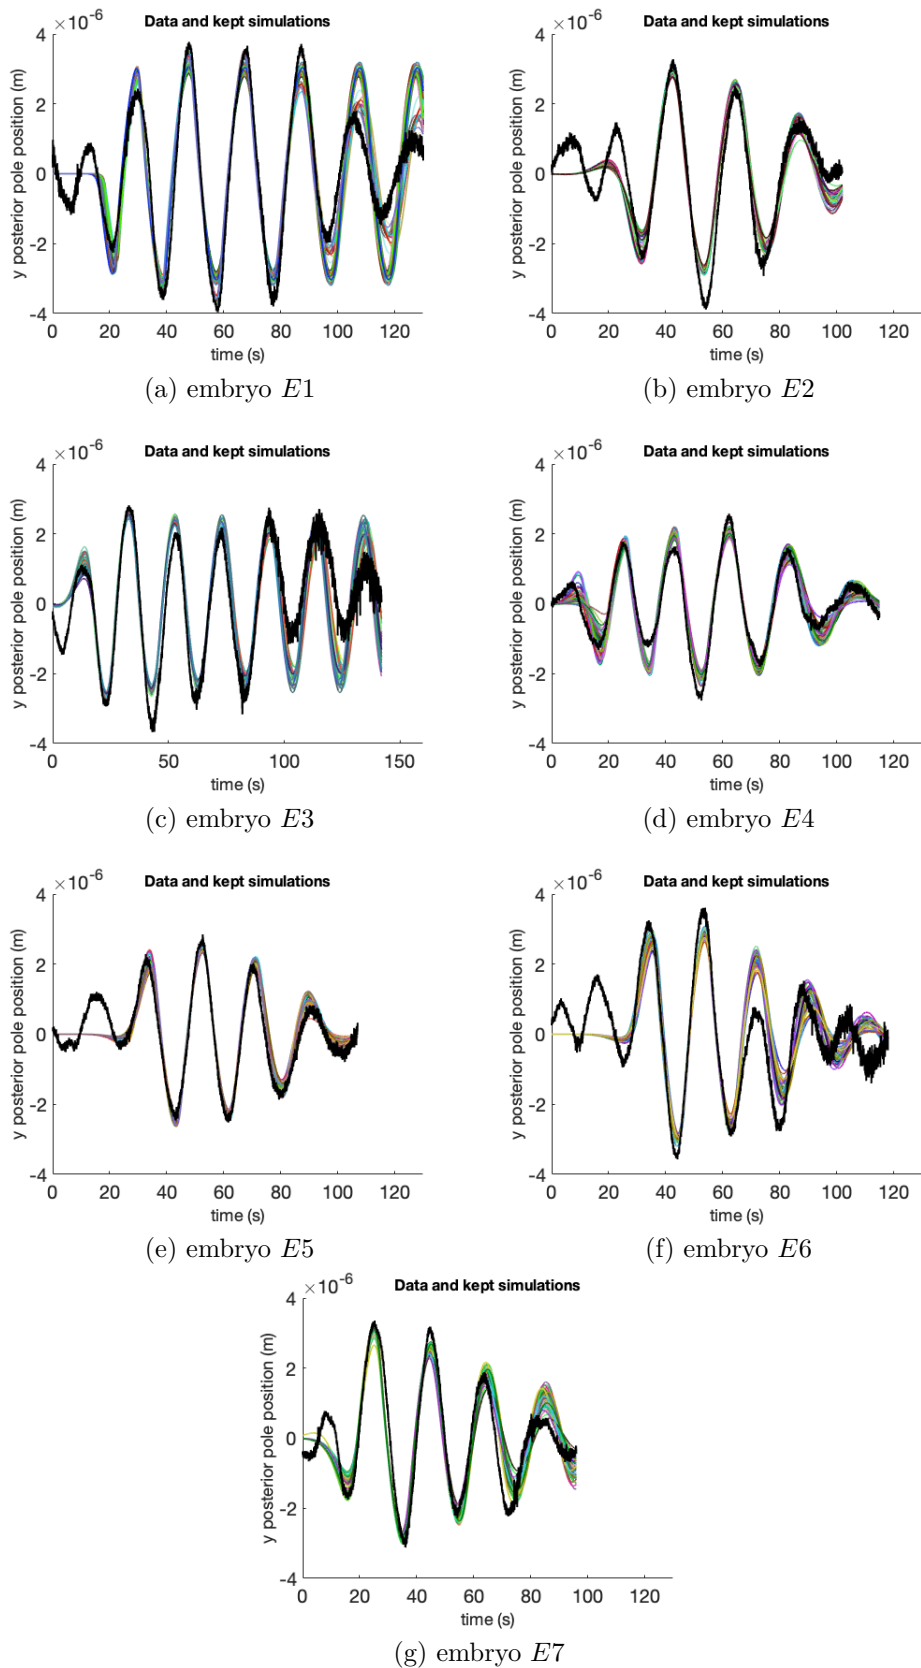 ×10⁻⁶
Data and kept simulations
y posterior pole position (m)
4
2
0
-2
-4
0 20 40 60 80 100 120
time (s)
(a) embryo E1
×10⁻⁶
Data and kept simulations
y posterior pole position (m)
4
2
0
-2
-4
0 20 40 60 80 100 120
time (s)
(b) embryo E2
×10⁻⁶
Data and kept simulations
y posterior pole position (m)
4
2
0
-2
-4
0 50 100 150
time (s)
(c) embryo E3
×10⁻⁶
Data and kept simulations
y posterior pole position (m)
4
2
0
-2
-4
0 20 40 60 80 100 120
time (s)
(d) embryo E4
×10⁻⁶
Data and kept simulations
y posterior pole position (m)
4
2
0
-2
-4
0 20 40 60 80 100 120
time (s)
(e) embryo E5
×10⁻⁶
Data and kept simulations
y posterior pole position (m)
4
2
0
-2
-4
0 20 40 60 80 100 120
time (s)
(f) embryo E6
×10⁻⁶
Data and kept simulations
y posterior pole position (m)
4
2
0
-2
-4
0 20 40 60 80 100 120
time (s)
(g) embryo E7